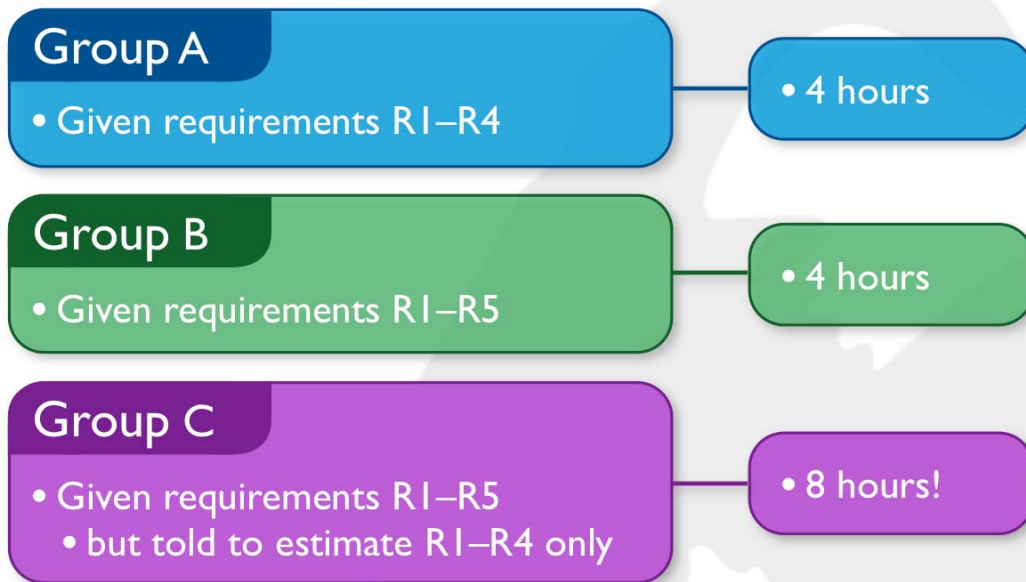 Group A
• Given requirements R1–R4
• 4 hours
Group B
• Given requirements R1–R5
• 4 hours
Group C
• Given requirements R1–R5
• but told to estimate R1–R4 only
• 8 hours!